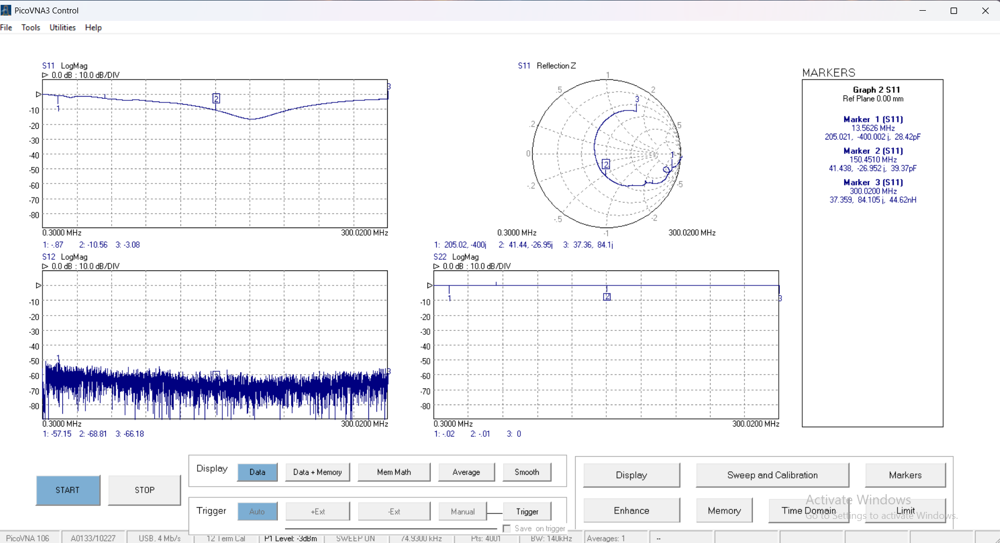 PicoVNA3 Control
File Tools Utilities Help
S11 LogMag
0.0 dB : 10.0 dB/DIV
3
2
1
-10
-20
-30
-40
-50
-60
-70
-80
0.3000 MHz 300.0200 MHz
1: -.87 2: -10.56 3: -3.08
S11 Reflection Z
1
.5 2
3
.2 5
0 1
2
-.2 -5
-.5 -2
-1
0.3000 MHz 300.0200 MHz
1: 205.02, -400j 2: 41.44,-26.95j 3: 37.36, 84.1j
MARKERS
Graph 2 S11
Ref Plane 0.00 mm
Marker 1 (S11)
13.5626 MHz
205.021, -400.002 j, 28.42pF
Marker 2 (S11)
150.4510 MHz
41.438, -26.952 j, 39.37pF
Marker 3 (S11)
300.0200 MHz
37.359, 84.105 j, 44.62nH
S12 LogMag
0.0 dB : 10.0 dB/DIV
-10
-20
-30
-40
1
-50
-60 2 3
-70
-80
0.3000 MHz 300.0200 MHz
1: -57.15 2: -68.81 3: -66.18
S22 LogMag
0.0 dB : 10.0 dB/DIV
1 2 3
-10
-20
-30
-40
-50
-60
-70
-80
0.3000 MHz 300.0200 MHz
1: -.02 2: -.01 3: 0
START STOP
Display Data Data + Memory Mem Math Average Smooth
Trigger Auto +Ext -Ext Manual Trigger
Save on trigger
Display Sweep and Calibration Markers
Enhance Memory Time Domain Limit
Activate Windows
Go to Settings to activate Windows.
PicoVNA 106 A0133/10227 USB. 4 Mb/s 12 Term Cal P1 Level: -3dBm SWEEP ON 74.9300 kHz Pts: 4001 BW: 140kHz Averages: 1 --